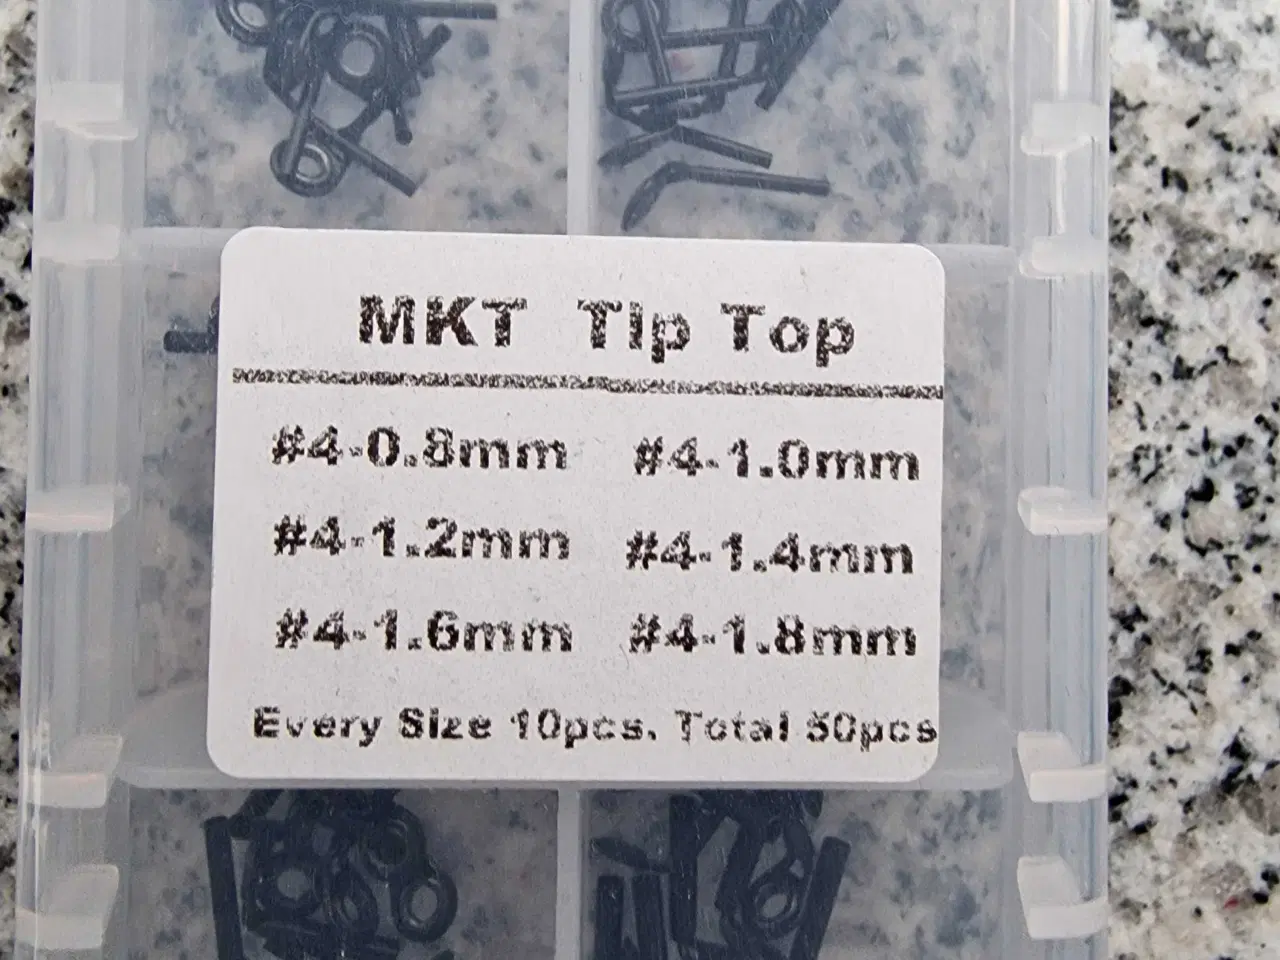 MKT Tip Top
#4-0.8mm #4-1.0mm
#4-1.2mm #4-1.4mm
#4-1.6mm #4-1.8mm
Every Size 10pcs. Total 50pcs